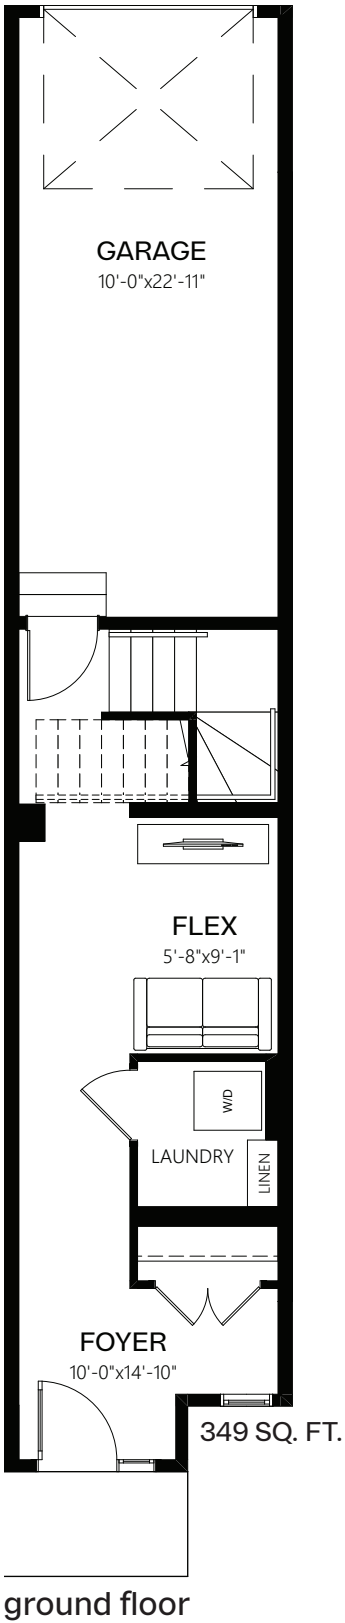 GARAGE
10'-0"x22'-11"
FLEX
5'-8"x9'-1"
W/D
LAUNDRY
LINEN
FOYER
10'-0"x14'-10"
349 SQ. FT.
ground floor